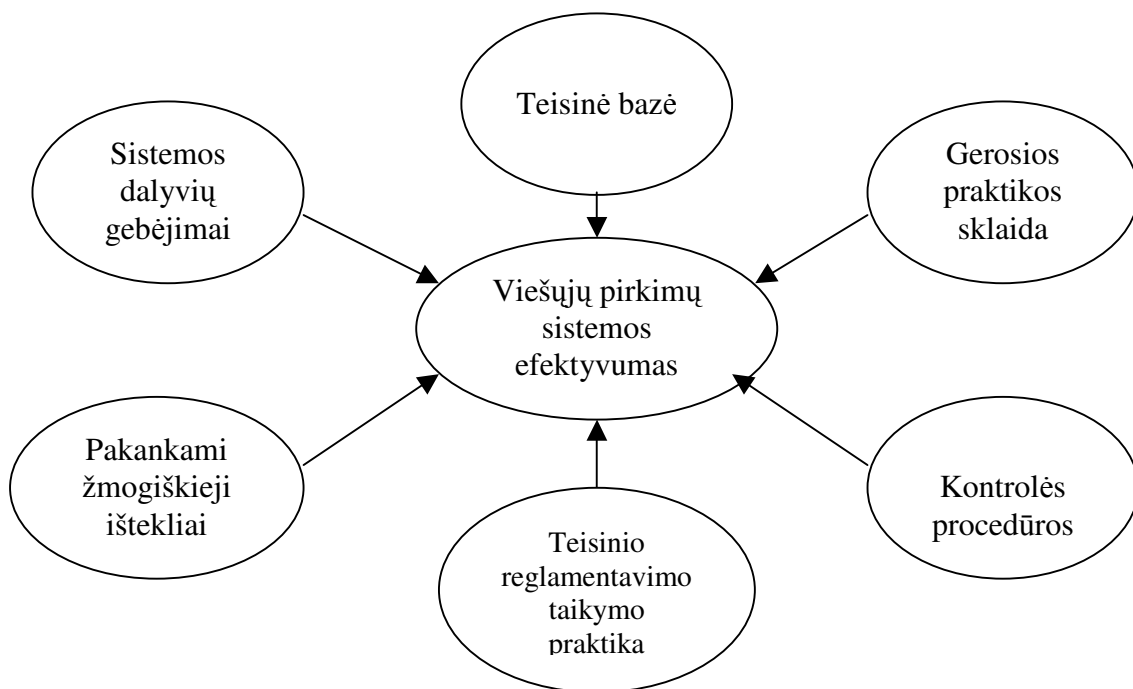 Teisinė bazė
Sistemos
dalyvių
gebėjimai
Gerosios
praktikos
sklaida
Viešųjų pirkimų
sistemos
efektyvumas
Pakankami
žmogiškieji
ištekliai
Kontrolės
procedūros
Teisinio
reglamentavimo
taikymo
praktika